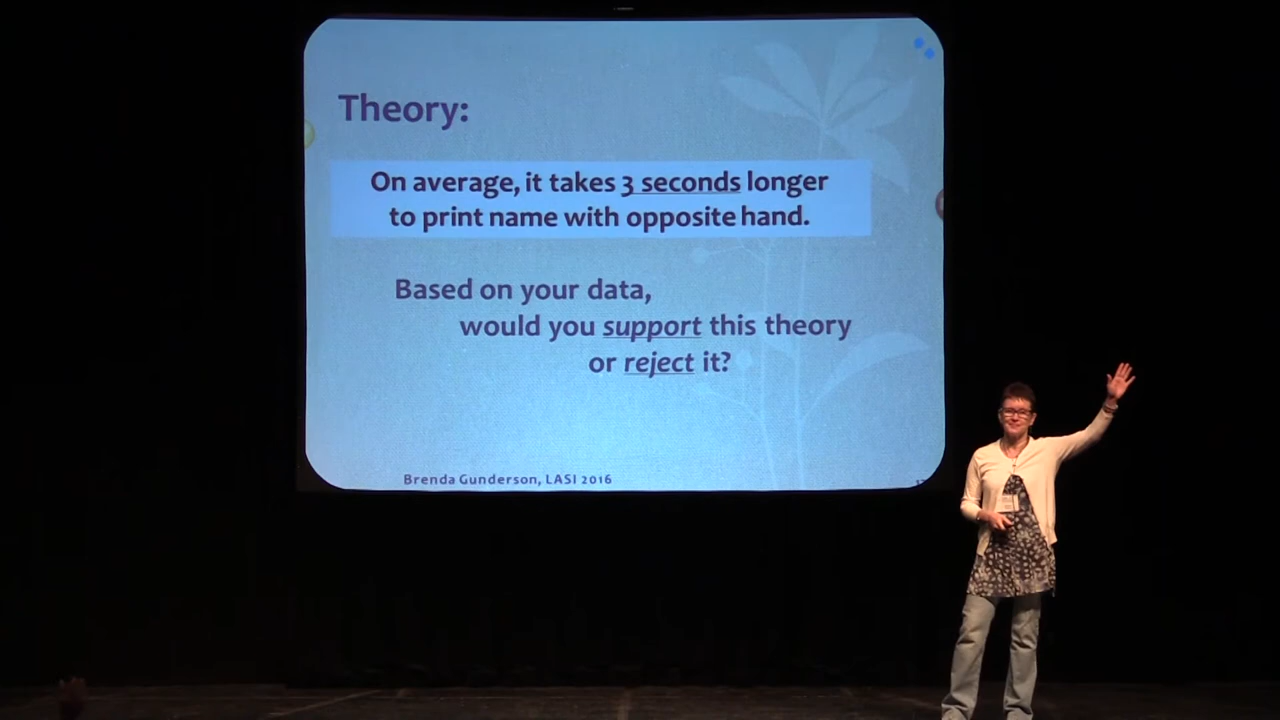 Theory:
On average, it takes 3 seconds longer
to print name with opposite hand.
Based on your data,
would you support this theory
or reject it?
Brenda Gunderson, LASI 2016